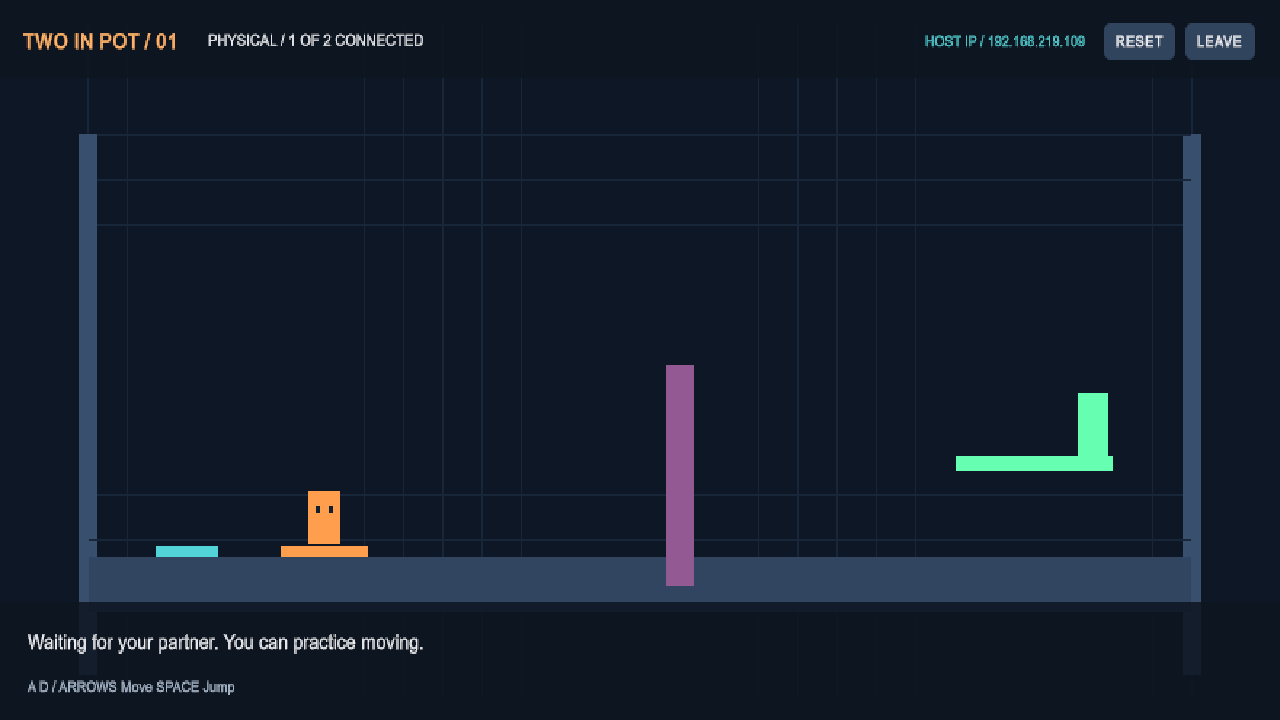 TWO IN POT / 01
PHYSICAL / 1 OF 2 CONNECTED
HOST IP / 192.168.219.109
RESET
LEAVE
Waiting for your partner. You can practice moving.
A D / ARROWS Move SPACE Jump